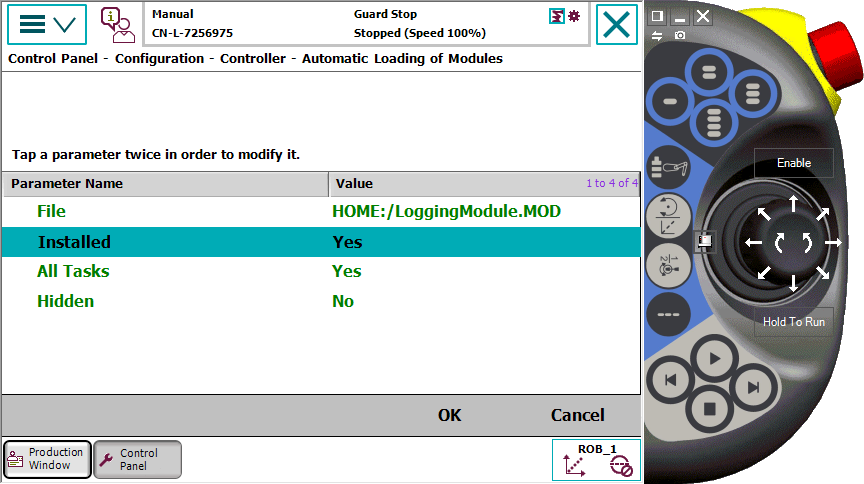 Manual
Guard Stop
CN-L-7256975
Stopped (Speed 100%)
Control Panel - Configuration - Controller - Automatic Loading of Modules
Tap a parameter twice in order to modify it.
Parameter Name
Value
1 to 4 of 4
File
HOME:/LoggingModule.MOD
Installed
Yes
All Tasks
Yes
Hidden
No
OK
Cancel
Production
Window
Control
Panel
ROB_1
Enable
Hold To Run